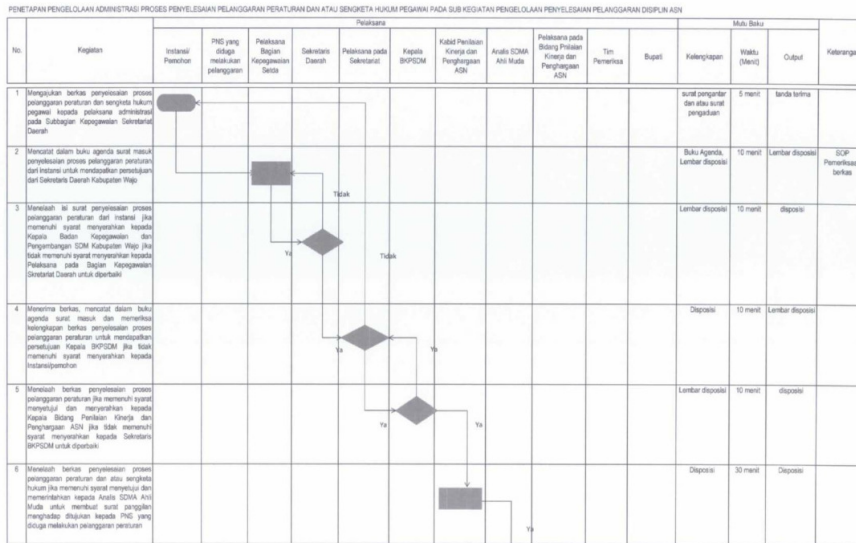 PENETAPAN PENGELOLAAN ADMINISTRASI PROSES PENYELESAIAN PELANGGARAN PERATURAN DAN ATAU SENGKETA HUKUM PEGAWAI PADA SUB KEGIATAN PENGELOLAAN PENYELESAIAN PELANGGARAN DISIPLIN ASN
Pelaksana
Mutu Baku
No.
Kegiatan
Instansi/
Pemohon
PNS yang
diduga
melakukan
pelanggaran
Pelaksana
Bagian
Kepegawaian
Setda
Sekretaris
Daerah
Pelaksana pada
Sekretariat
Kepala
BKPSDM
Kabid Penilaian
Kinerja dan
Penghargaan
ASN
Analis SDMA
Ahli Muda
Pelaksana pada
Bidang Pnilaian
Kinerja dan
Penghargaan
ASN
Tim
Pemeriksa
Bupati
Kelengkapan
Waktu
(Menit)
Output
Keterangan
1
Mengajukan berkas penyelesaian proses
pelanggaran peraturan dan sengketa hukum
pegawai kepada pelaksana administrasi
pada Subbagian Kepegawaian Sekretariat
Daerah
surat pengantar
dan atau surat
pengaduan
5 menit
tanda terima
2
Mencatat dalam buku agenda surat masuk
penyelesaian proses pelanggaran peraturan
dari instansi untuk mendapatkan persetujuan
dari Sekretaris Daerah Kabupaten Wajo
Tidak
Buku Agenda,
Lembar disposisi
10 menit
Lembar disposisi
SOP
Pemeriksaan
berkas
3
Menelaah isi surat penyelesaian proses
pelanggaran peraturan dari instansi jika
memenuhi syarat menyerahkan kepada
Kepala Badan Kepegawaian dan
Pengembangan SDM Kabupaten Wajo jika
tidak memenuhi syarat menyerahkan kepada
Pelaksana pada Bagian Kepegawaian
Skretariat Daerah untuk diperbaiki
Ya
Tidak
Lembar disposisi
10 menit
disposisi
4
Menerima berkas, mencatat dalam buku
agenda surat masuk dan memeriksa
kelengkapan berkas penyelesaian proses
pelanggaran peraturan untuk mendapatkan
persetujuan Kepala BKPSDM jika tidak
memenuhi syarat menyerahkan kepada
Instansi/pemohon
Ya
Ya
Disposisi
10 menit
Lembar disposisi
5
Menelaah berkas penyelesaian proses
pelanggaran peraturan jika memenuhi syarat
menyetujui dan menyerahkan kepada
Kepala Bidang Penilaian Kinerja dan
Penghargaan ASN jika tidak memenuhi
syarat menyerahkan kepada Sekretaris
BKPSDM untuk diperbaiki
Ya
Ya
Lembar disposisi
10 menit
disposisi
6
Menelaah berkas penyelesaian proses
pelanggaran peraturan dan atau sengketa
hukum jika memenuhi syarat menyetujui dan
memerintahkan kepada Analis SDMA Ahli
Muda untuk membuat surat panggilan
menghadap ditujukan kepada PNS yang
diduga melakukan pelanggaran peraturan
Ya
Disposisi
30 menit
Disposisi